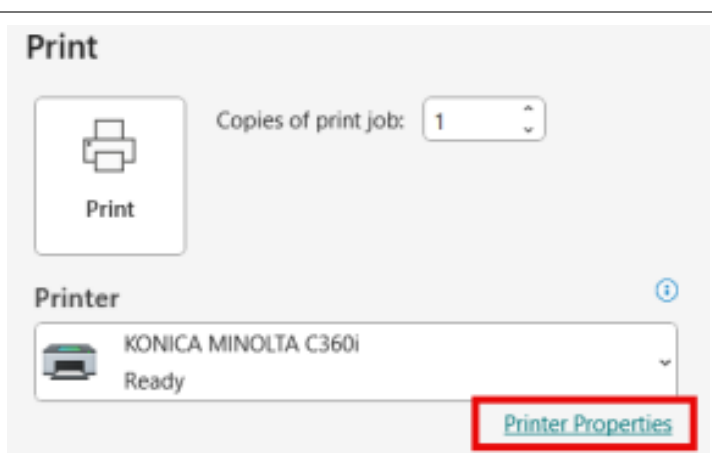 Print
Copies of print job: 1
Print
Printer
KONICA MINOLTA C360i
Ready
Printer Properties